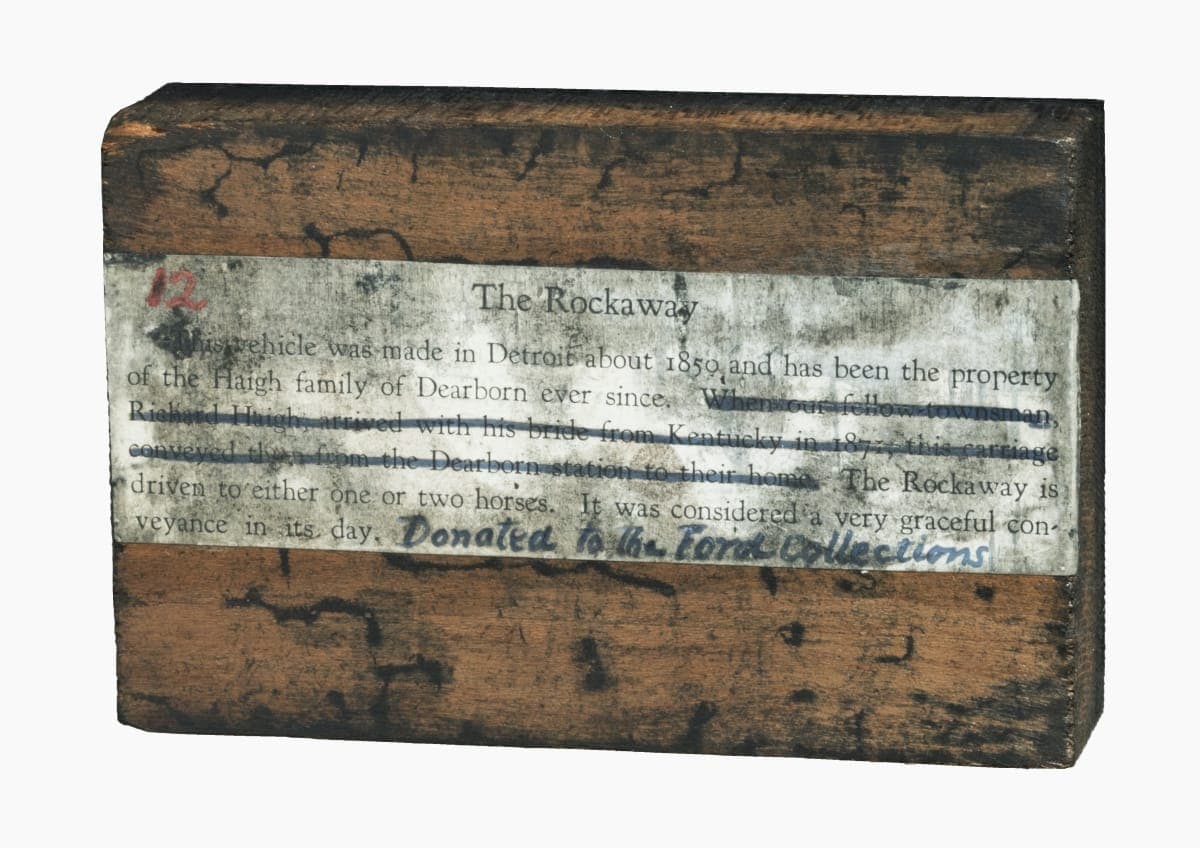 12
The Rockaway
This vehicle was made in Detroit about 1850 and has been the property
of the Haigh family of Dearborn ever since. When our fellow-townsman,
Richard Haigh, arrived with his bride from Kentucky in 1871, this carriage
conveyed them from the Dearborn station to their home. The Rockaway is
driven to either one or two horses. It was considered a very graceful con-
veyance in its day. Donated to the Ford Collections